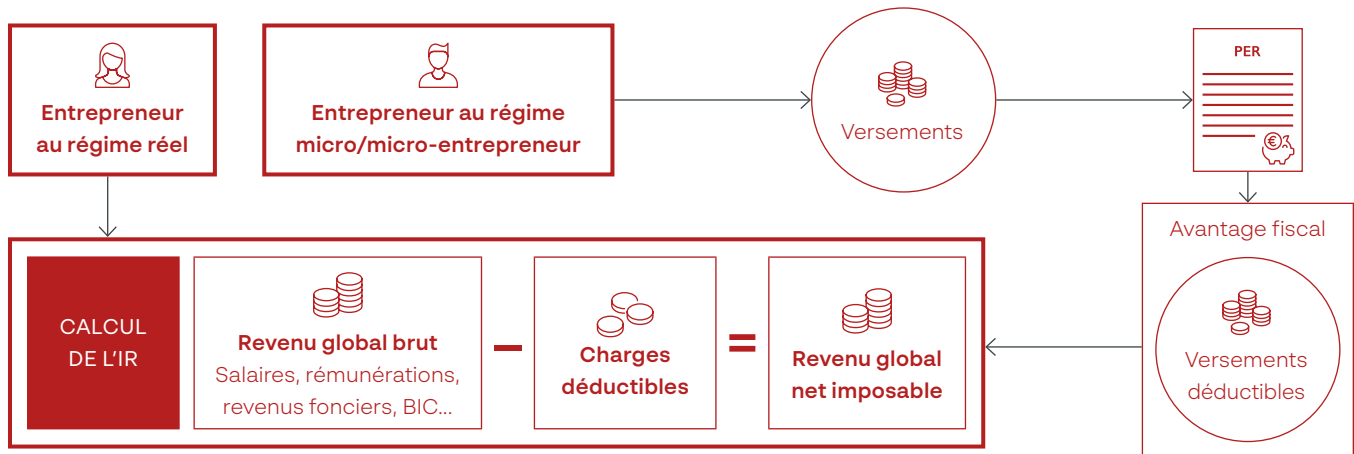 Entrepreneur
au régime réel
Entrepreneur au régime
micro/micro-entrepreneur
Versements
PER
€
Avantage fiscal
Versements
déductibles
CALCUL
DE L’IR
Revenu global brut
Salaires, rémunérations,
revenus fonciers, BIC...
–
Charges
déductibles
=
Revenu global
net imposable